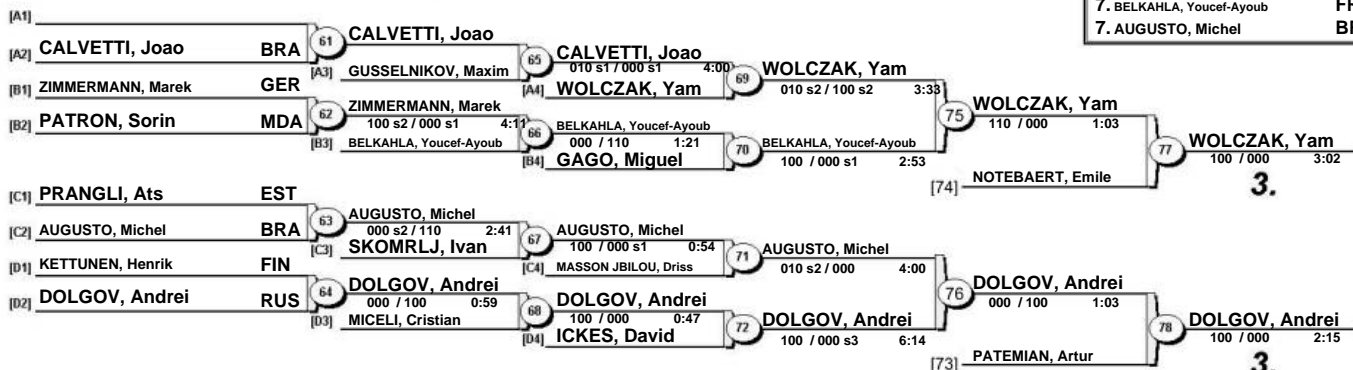 7. BELKAHLA, Youcef-Ayoub
7. AUGUSTO, Michel
[A1]
[A2] CALVETTI, Joao BRA
61 CALVETTI, Joao
[A3] GUSSELNIKOV, Maxim
65 CALVETTI, Joao
010 s1 / 000 s1 4:00
[A4] WOLCZAK, Yam
69 WOLCZAK, Yam
010 s2 / 100 s2 3:33
[B1] ZIMMERMANN, Marek GER
[B2] PATRON, Sorin MDA
62 ZIMMERMANN, Marek
100 s2 / 000 s1 4:11
[B3] BELKAHLA, Youcef-Ayoub
66 BELKAHLA, Youcef-Ayoub
000 / 110 1:21
[B4] GAGO, Miguel
70 BELKAHLA, Youcef-Ayoub
100 / 000 s1 2:53
75 WOLCZAK, Yam
110 / 000 1:03
[74] NOTEBAERT, Emile
77 WOLCZAK, Yam
100 / 000 3:02
3.
[C1] PRANGLI, Ats EST
[C2] AUGUSTO, Michel BRA
63 AUGUSTO, Michel
000 s2 / 110 2:41
[C3] SKOMRLJ, Ivan
67 AUGUSTO, Michel
100 / 000 s1 0:54
[C4] MASSON JBILOU, Driss
71 AUGUSTO, Michel
010 s2 / 000 4:00
[D1] KETTUNEN, Henrik FIN
[D2] DOLGOV, Andrei RUS
64 DOLGOV, Andrei
000 / 100 0:59
[D3] MICELI, Cristian
68 DOLGOV, Andrei
100 / 000 0:47
[D4] ICKES, David
72 DOLGOV, Andrei
100 / 000 s3 6:14
76 DOLGOV, Andrei
000 / 100 1:03
[73] PATEMIAN, Artur
78 DOLGOV, Andrei
100 / 000 2:15
3.